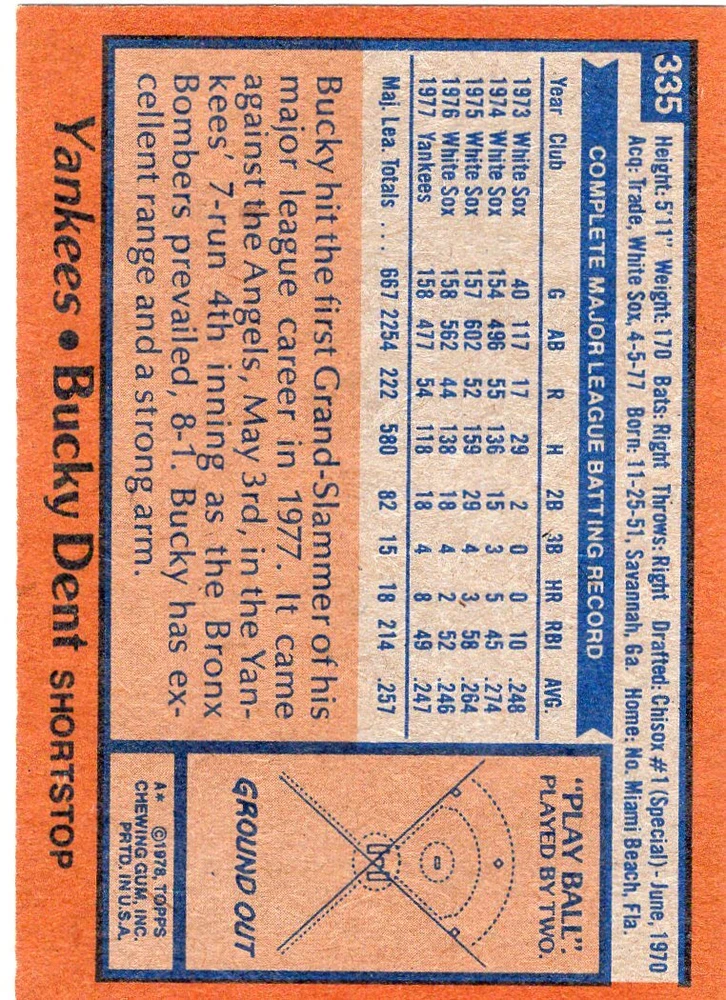 335
Height: 5'11" Weight: 170 Bats: Right Throws: Right Drafted: Chisox #1 (Special) - June, 1970
Acq: Trade, White Sox, 4-5-77 Born: 11-25-51, Savannah, Ga. Home: No. Miami Beach, Fla.
COMPLETE MAJOR LEAGUE BATTING RECORD
Year Club G AB R H 2B 3B HR RBI AVG.
1973 White Sox 40 117 17 29 2 0 0 10 .248
1974 White Sox 154 496 55 136 15 3 5 45 .274
1975 White Sox 157 602 52 159 29 4 3 58 .264
1976 White Sox 158 562 44 138 18 4 2 52 .246
1977 Yankees 158 477 54 118 18 4 8 49 .247
Maj. Lea. Totals .... 667 2254 222 580 82 15 18 214 .257
Bucky hit the first Grand-Slammer of his
major league career in 1977. It came
against the Angels, May 3rd, in the Yan-
kees' 7-run 4th inning as the Bronx
Bombers prevailed, 8-1. Bucky has ex-
cellent range and a strong arm.
"PLAY BALL"
PLAYED BY TWO.
GROUND OUT
A* ©1978, TOPPS
CHEWING GUM, INC.
PRTD. IN U.S.A.
Yankees • Bucky Dent SHORTSTOP